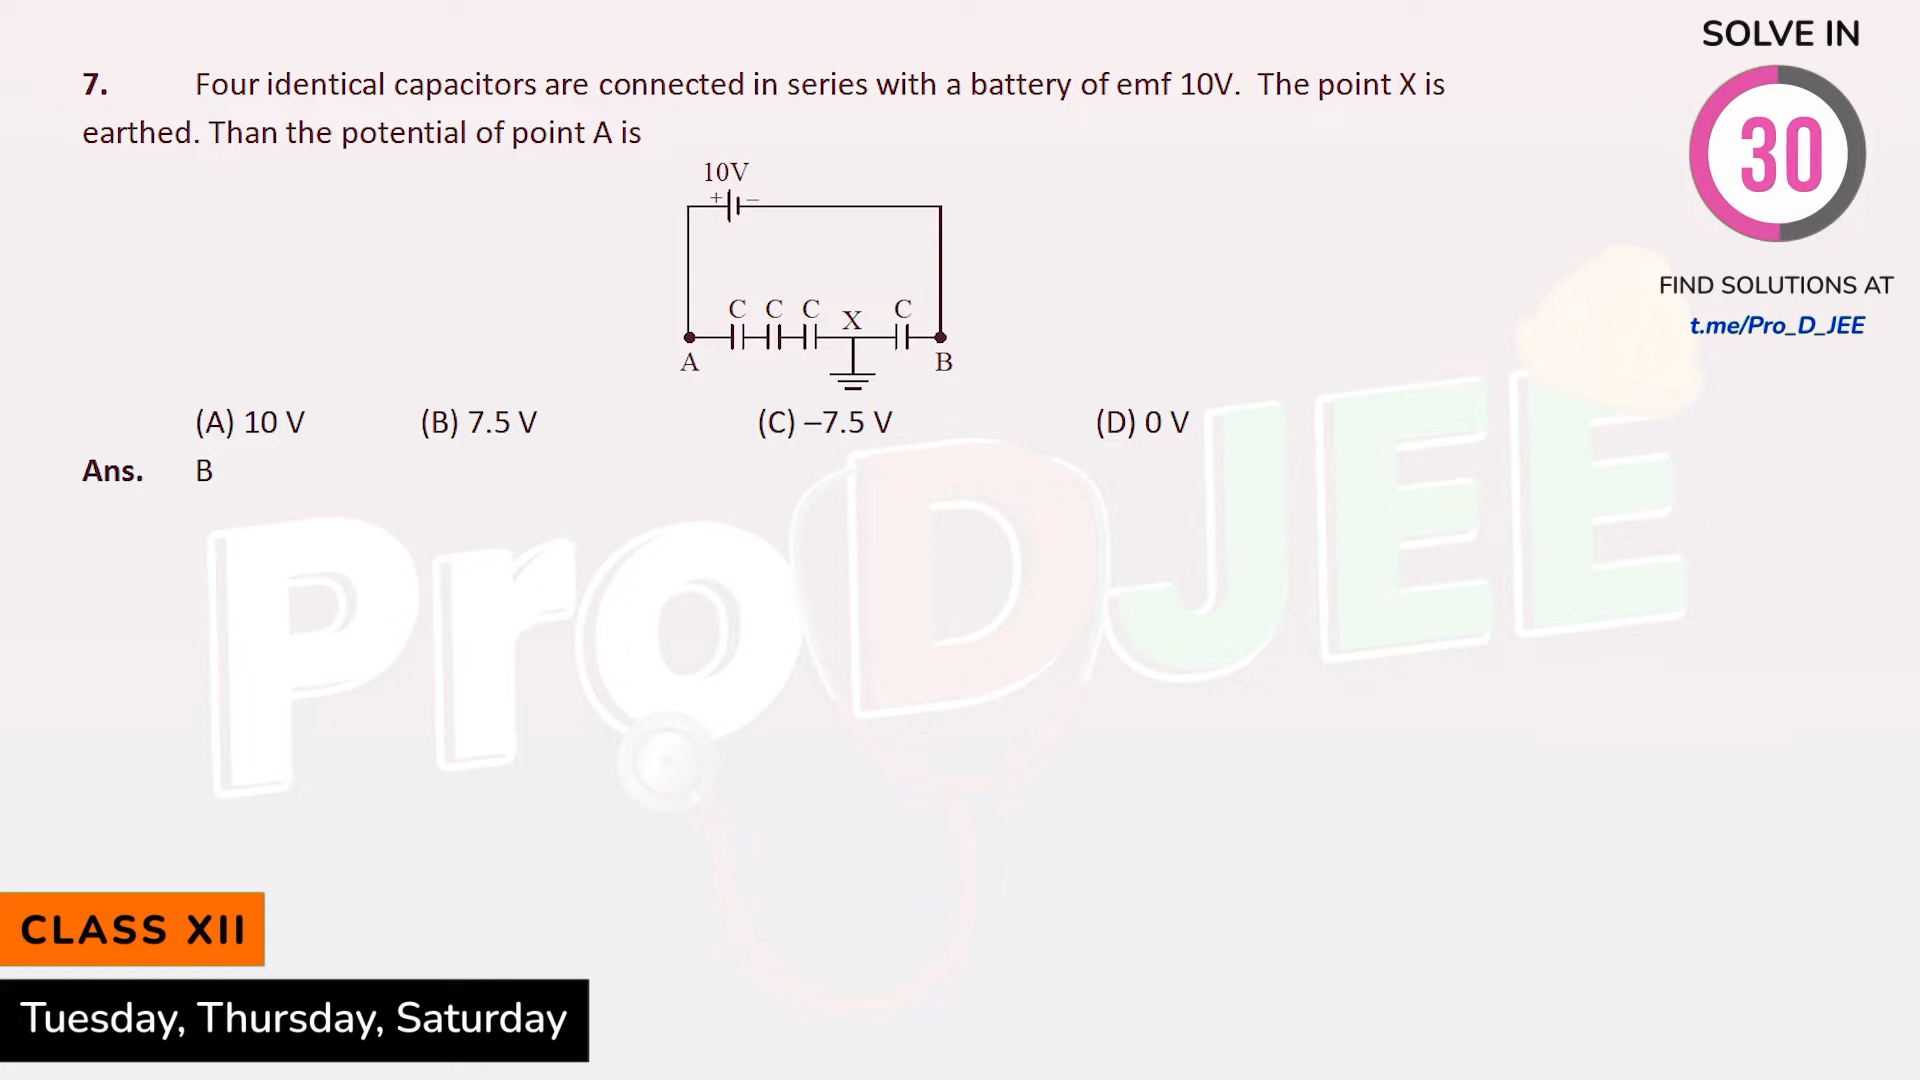 SOLVE IN
30
FIND SOLUTIONS AT
t.me/Pro_D_JEE
7. Four identical capacitors are connected in series with a battery of emf 10V. The point X is
earthed. Than the potential of point A is
10V
+ –
C C C X C
A B
(A) 10 V (B) 7.5 V (C) –7.5 V (D) 0 V
Ans. B
ProDJEE
CLASS XII
Tuesday, Thursday, Saturday